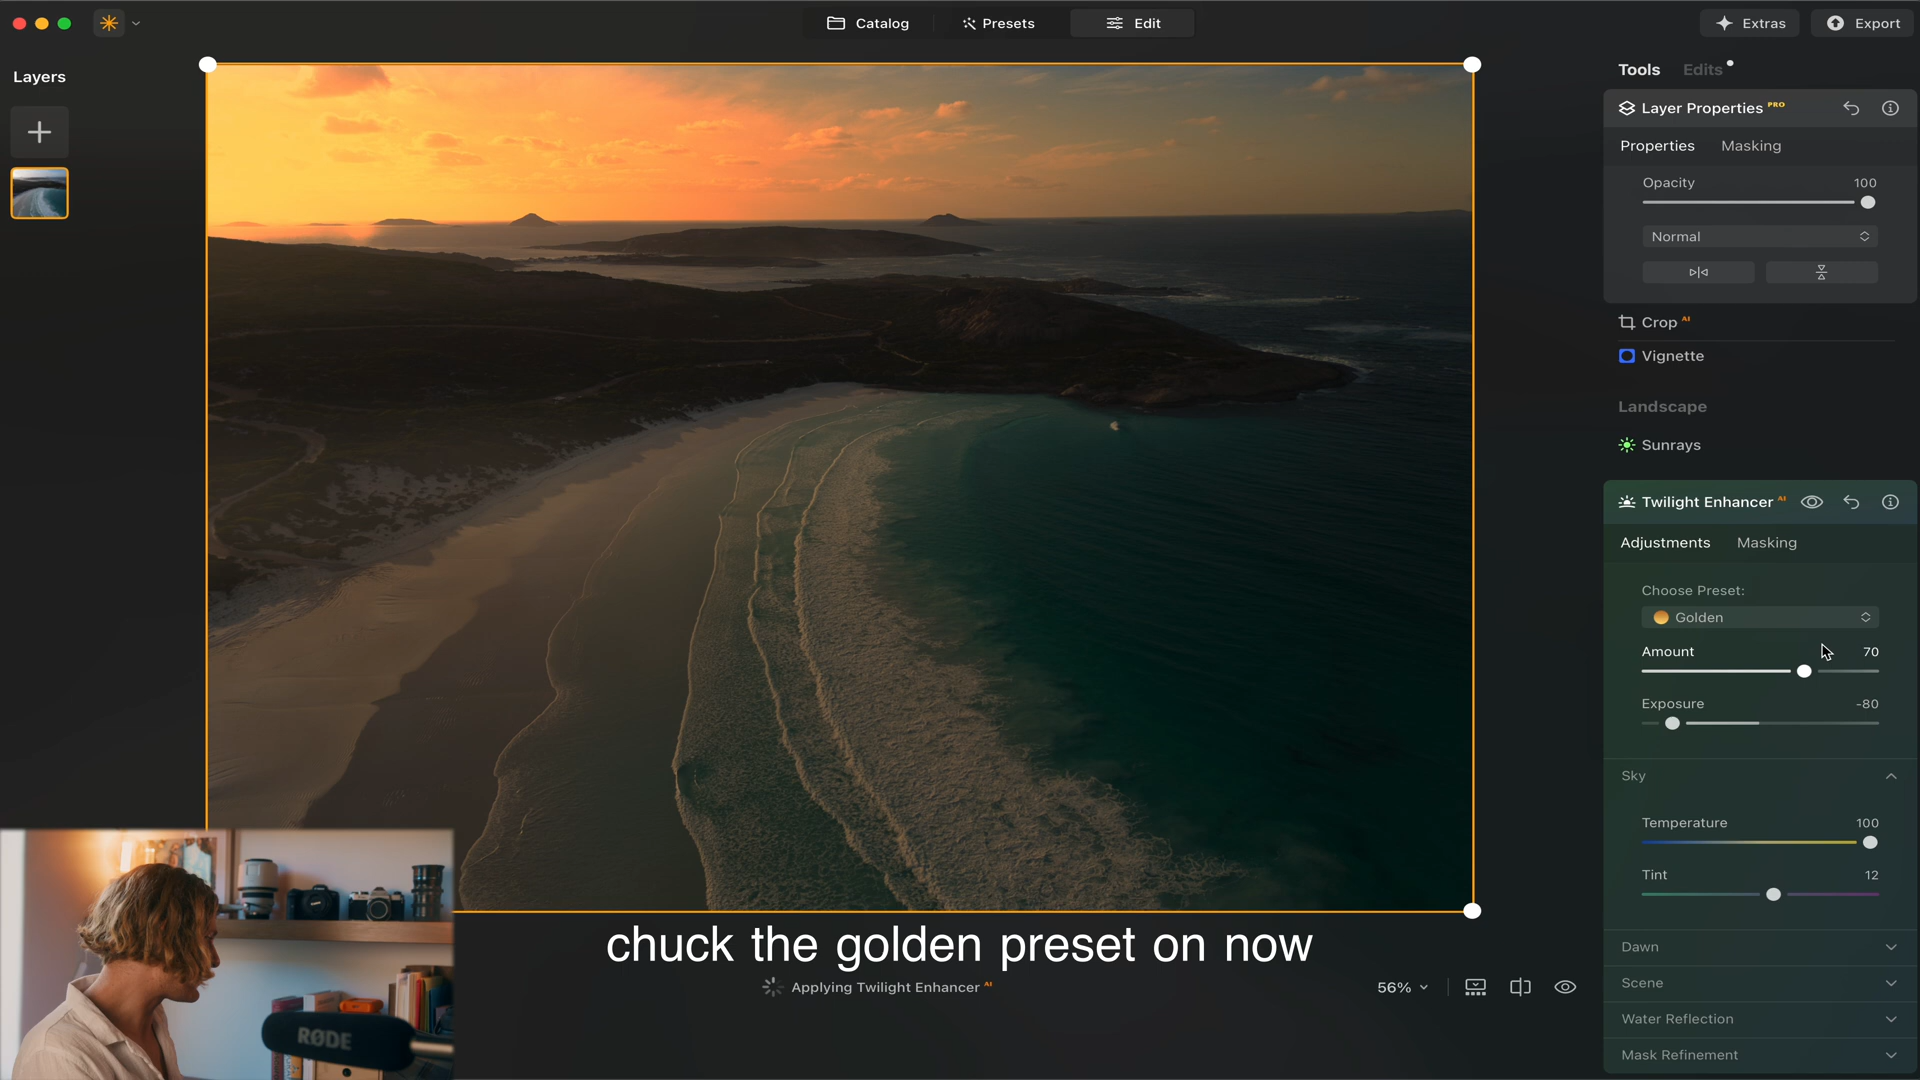 Catalog
Presets
Edit
Extras
Export
Layers
Tools
Edits
Layer Properties PRO
Properties
Masking
Opacity
100
Normal
Crop AI
Vignette
Landscape
Sunrays
Twilight Enhancer AI
Adjustments
Masking
Choose Preset:
Golden
Amount
70
Exposure
-80
Sky
Temperature
100
Tint
12
Dawn
Scene
Water Reflection
Mask Refinement
chuck the golden preset on now
Applying Twilight Enhancer AI
56%
RØDE